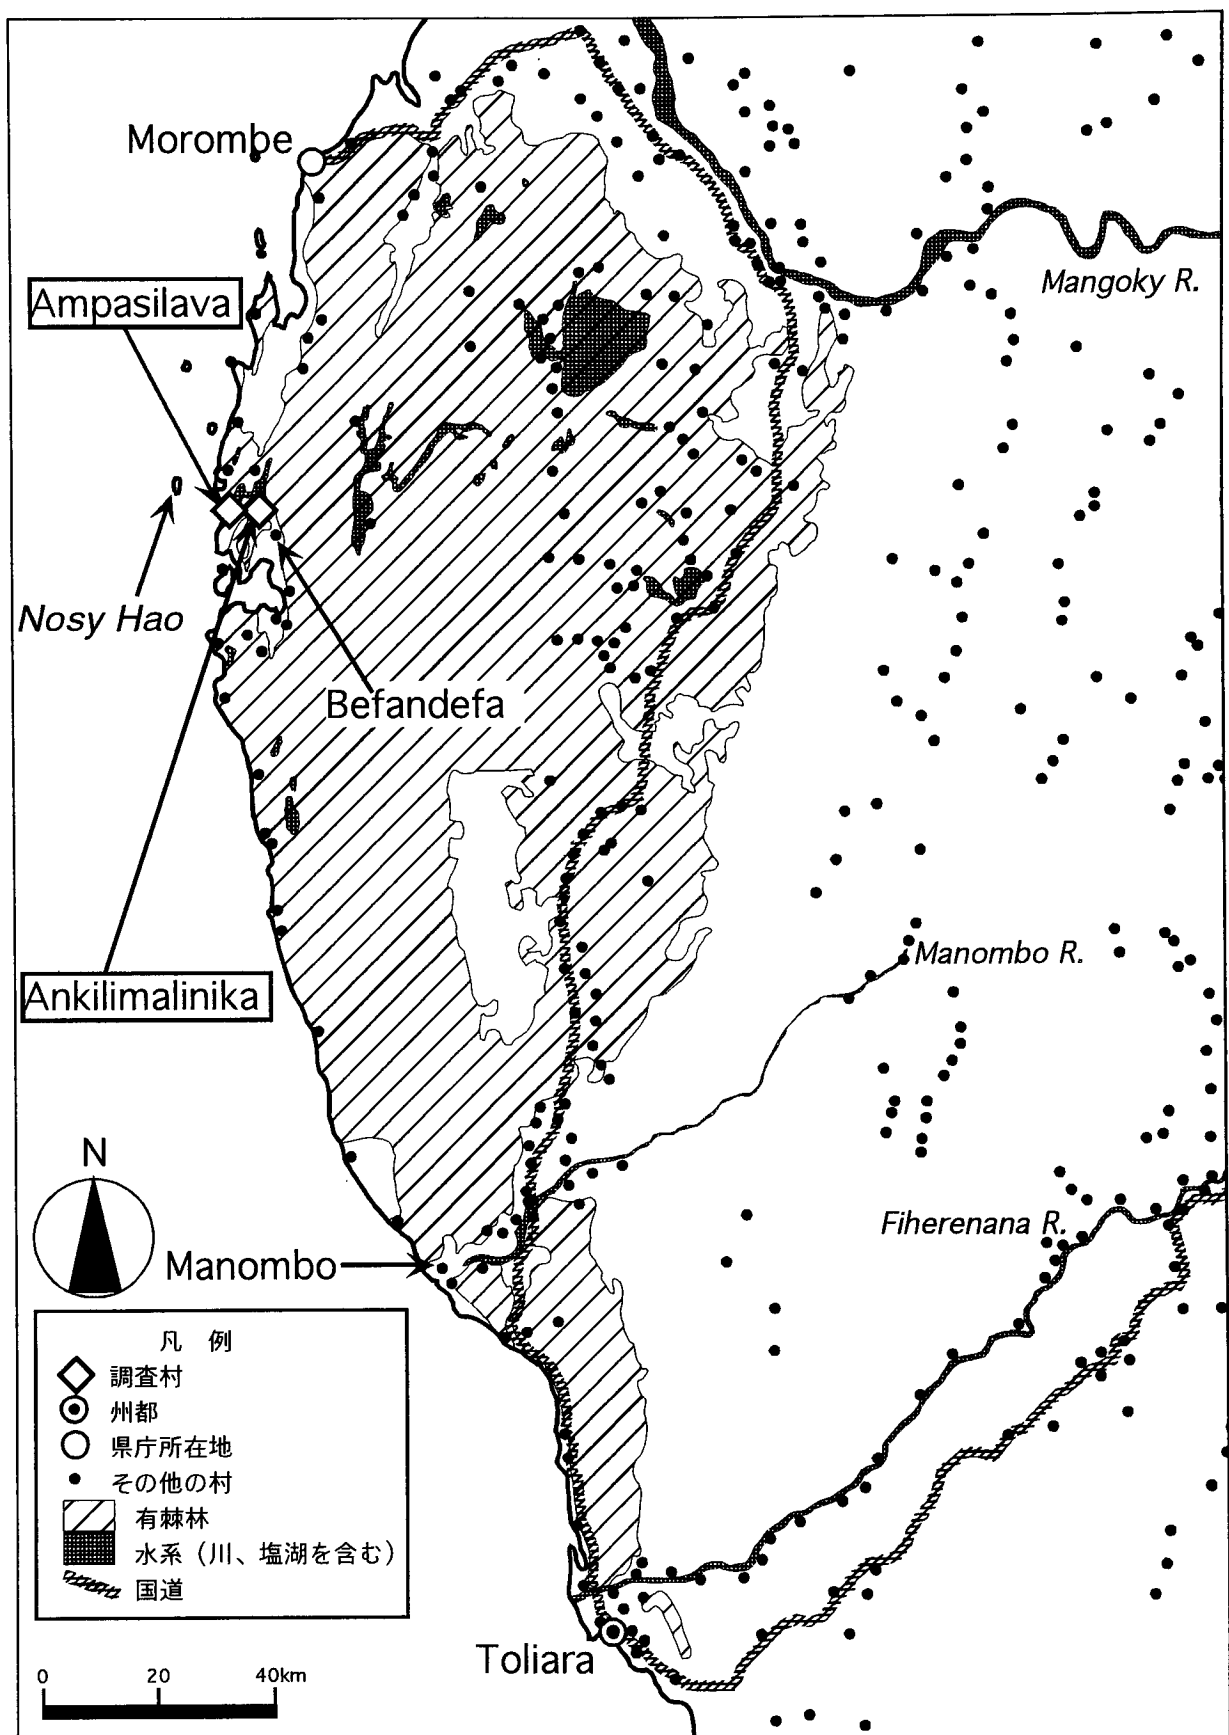 Morombe
Mangoky R.
Ampasilava
Nosy Hao
Befandefa
Manombo R.
Ankilimalinika
N
Fiherenana R.
Manombo
凡 例
調査村
州都
県庁所在地
その他の村
有棘林
水系(川、塩湖を含む)
国道
Toliara
0 20 40km